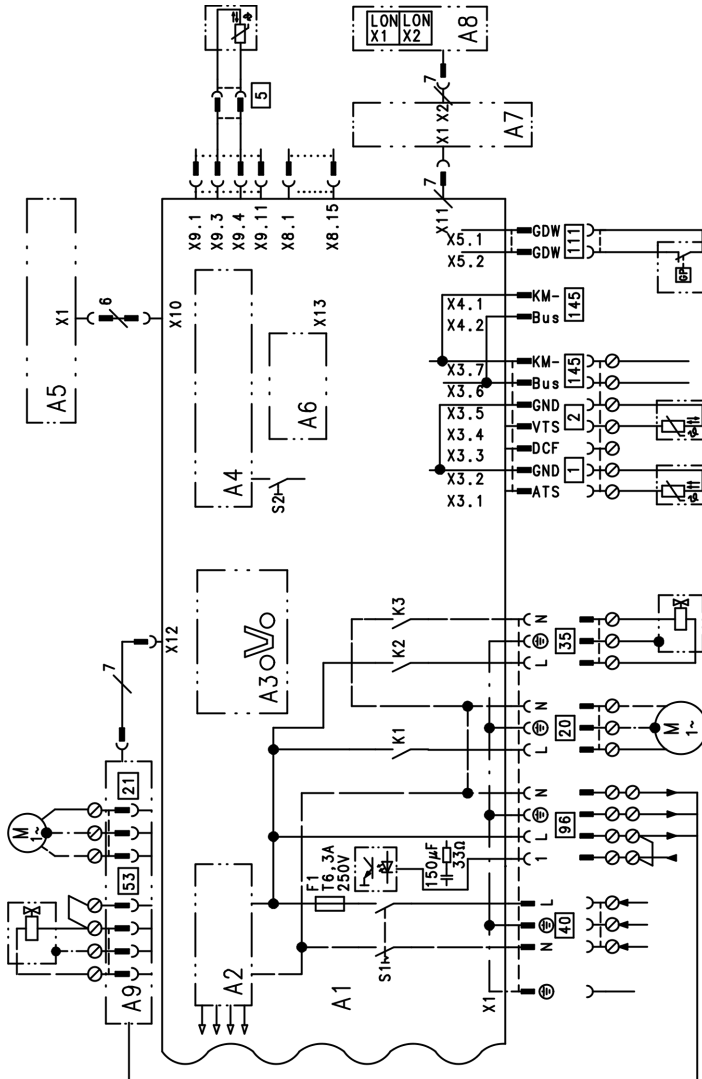 LON LON
X1 X2
A8
5
7
X1 X2
A7
7
X11
A5
X1
6
X10
X9.1
X9.3
X9.4
X9.11
X8.1
X8.15
X5.1
X5.2
GDW
GDW
111
GP
X4.1
X4.2
KM-
Bus
145
X3.7
X3.6
X3.5
X3.4
X3.3
X3.2
X3.1
KM-
Bus
GND
VTS
DCF
GND
ATS
145
2
1
A4
A6
X13
S2
A3
X12
7
K3
K2
K1
N
L
35
N
L
20
M
1~
N
L
1
96
L
N
40
X1
A9
21
53
M
1~
A2
A1
F1
T6,3A
250V
150µF
33Ω
S1